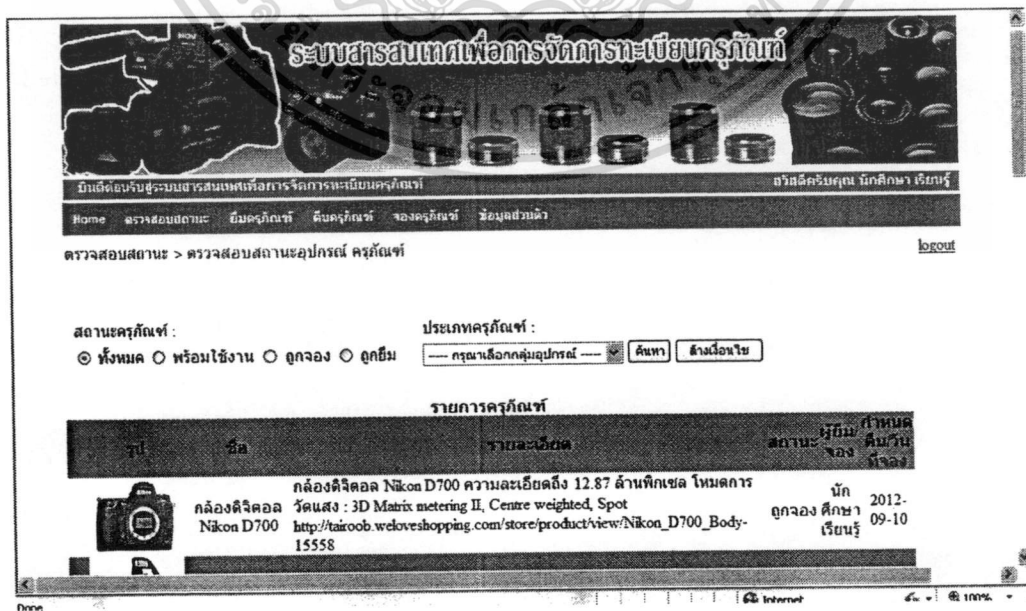 ระบบสารสนเทศเพื่อการจัดการทะเบียนครุภัณฑ์
ยินดีต้อนรับสู่ระบบสารสนเทศเพื่อการจัดการทะเบียนครุภัณฑ์ สวัสดีครับคุณ นักศึกษา เรียนรู้
Home ตรวจสอบสถานะ ยืมครุภัณฑ์ คืนครุภัณฑ์ จองครุภัณฑ์ ข้อมูลส่วนตัว
ตรวจสอบสถานะ > ตรวจสอบสถานะอุปกรณ์ ครุภัณฑ์ logout
สถานะครุภัณฑ์ : ประเภทครุภัณฑ์ :
ทั้งหมด พร้อมใช้งาน ถูกจอง ถูกยืม ---- กรุณาเลือกกลุ่มอุปกรณ์ ---- ค้นหา ล้างเงื่อนไข
รายการครุภัณฑ์
รูป ชื่อ รายละเอียด สถานะ ผู้ยืม/จอง กำหนดคืน/วันที่จอง
กล้องดิจิตอล Nikon D700
กล้องดิจิตอล Nikon D700 ความละเอียดถึง 12.87 ล้านพิกเซล โหมดการ
วัดแสง : 3D Matrix metering II, Centre weighted, Spot
http://tairoob.weloveshopping.com/store/product/view/Nikon_D700_Body-
15558
ถูกจอง
นักศึกษา เรียนรู้
2012-
09-10
Done Internet 100%